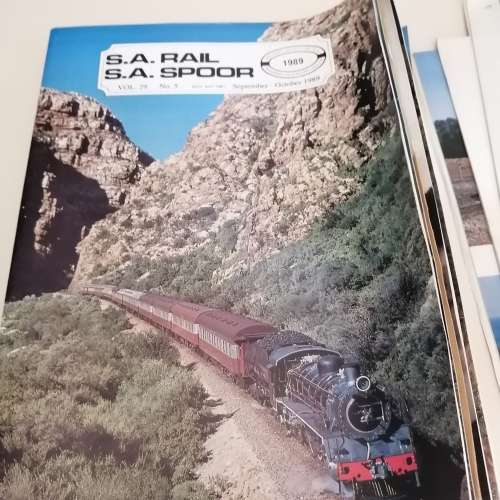 S.A. RAIL
S.A. SPOOR
1989
VOL. 29 No. 5 September - October 1989